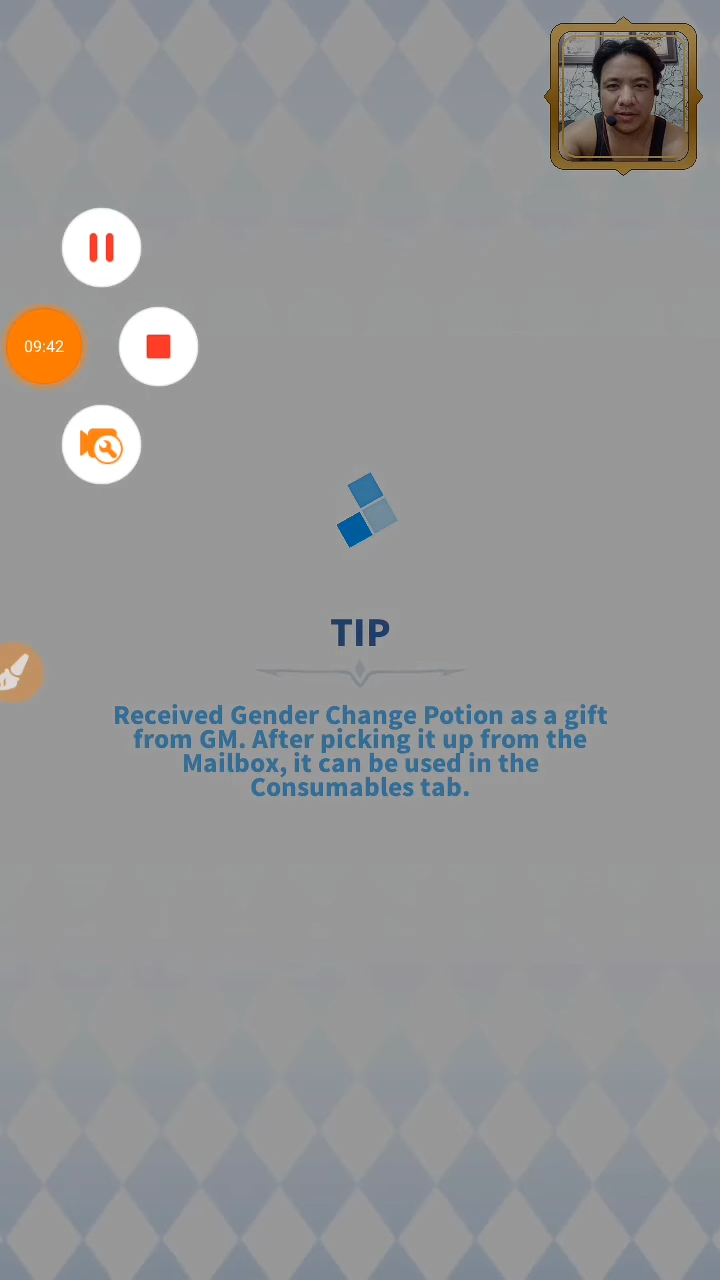 09:42
TIP
Received Gender Change Potion as a gift
from GM. After picking it up from the
Mailbox, it can be used in the
Consumables tab.